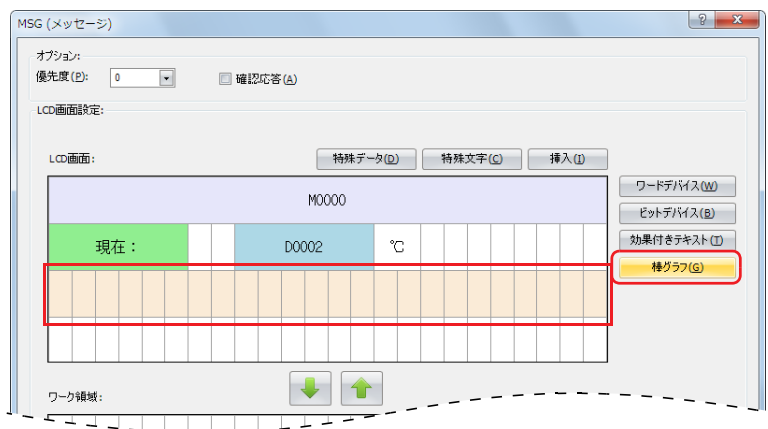 MSG (メッセージ)
オプション:
優先度(P): 0 確認応答(A)
LCD画面設定:
LCD画面: 特殊データ(D) 特殊文字(C) 挿入(I)
M0000 ワードデバイス(W)
ビットデバイス(B)
現在： D0002 ℃ 効果付きテキスト(T)
棒グラフ(G)
ワーク領域: